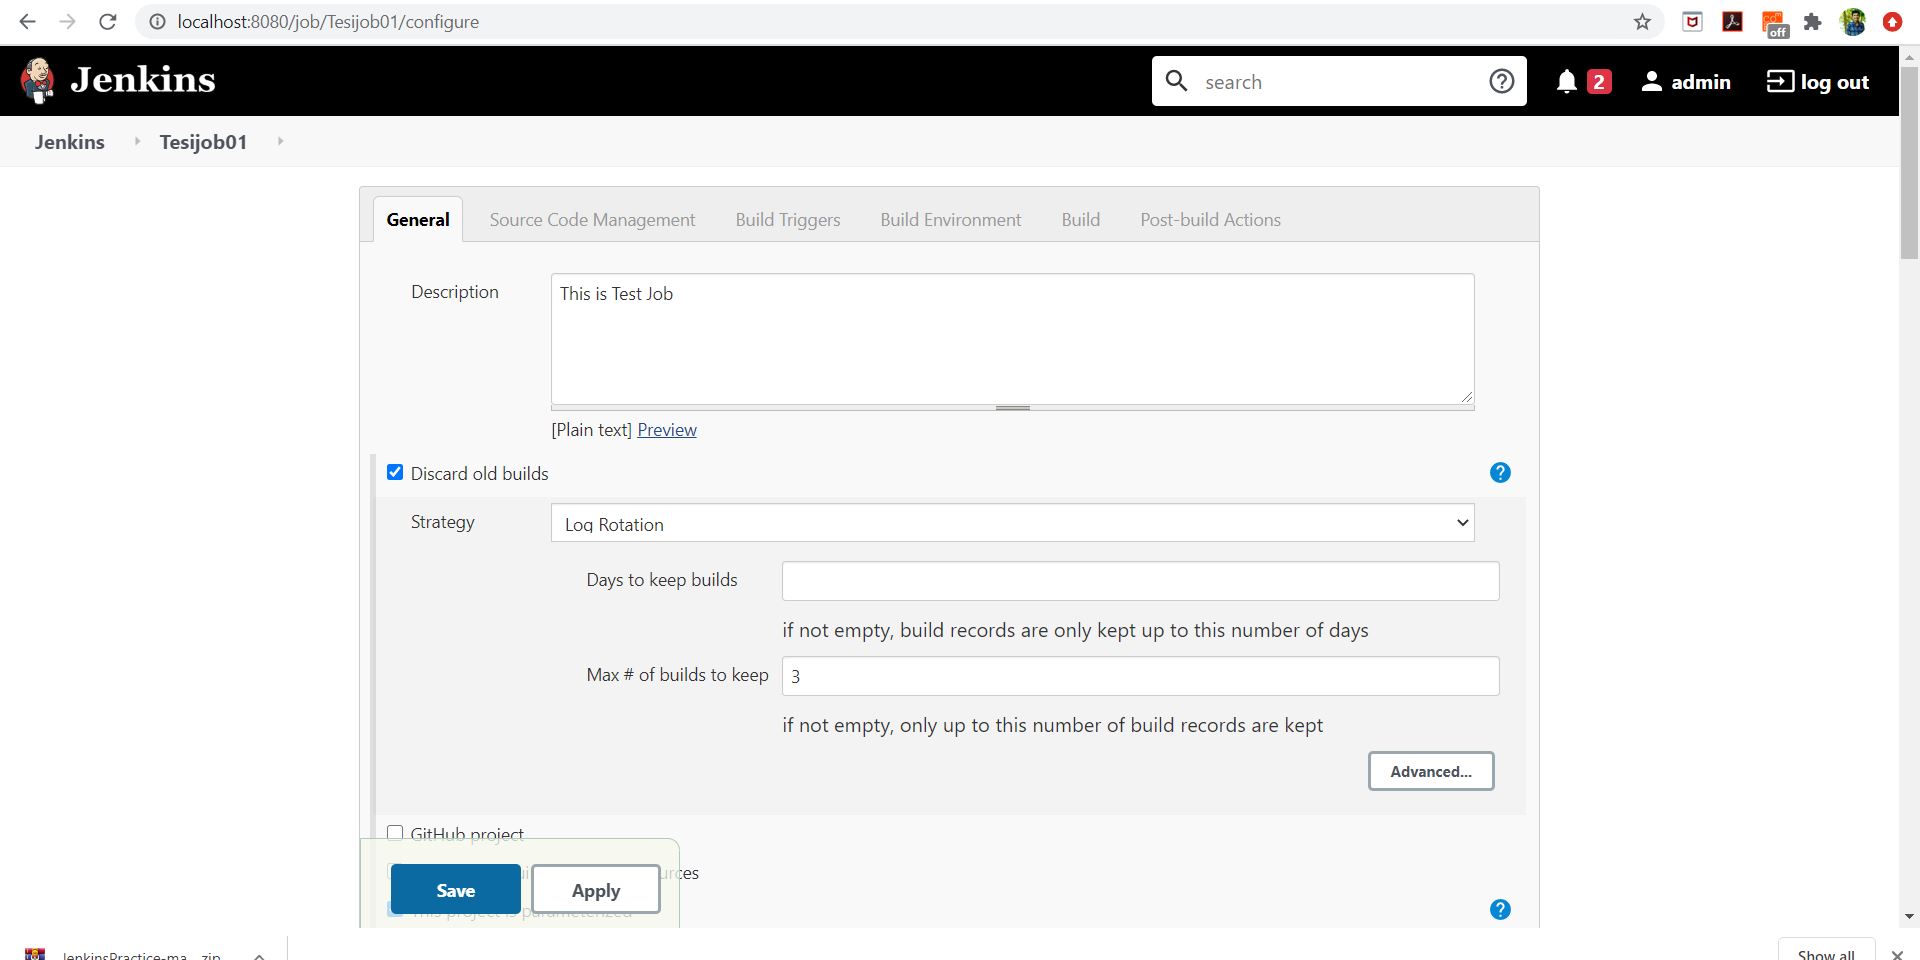 localhost:8080/job/Tesijob01/configure
off
Jenkins
search
2
admin
log out
Jenkins
Tesijob01
General
Source Code Management
Build Triggers
Build Environment
Build
Post-build Actions
Description
This is Test Job
[Plain text] Preview
Discard old builds
Strategy
Log Rotation
Days to keep builds
if not empty, build records are only kept up to this number of days
Max # of builds to keep
3
if not empty, only up to this number of build records are kept
Advanced...
GitHub project
Save
Apply
This project is parameterized
JenkinsPractice-ma....zip
Show all